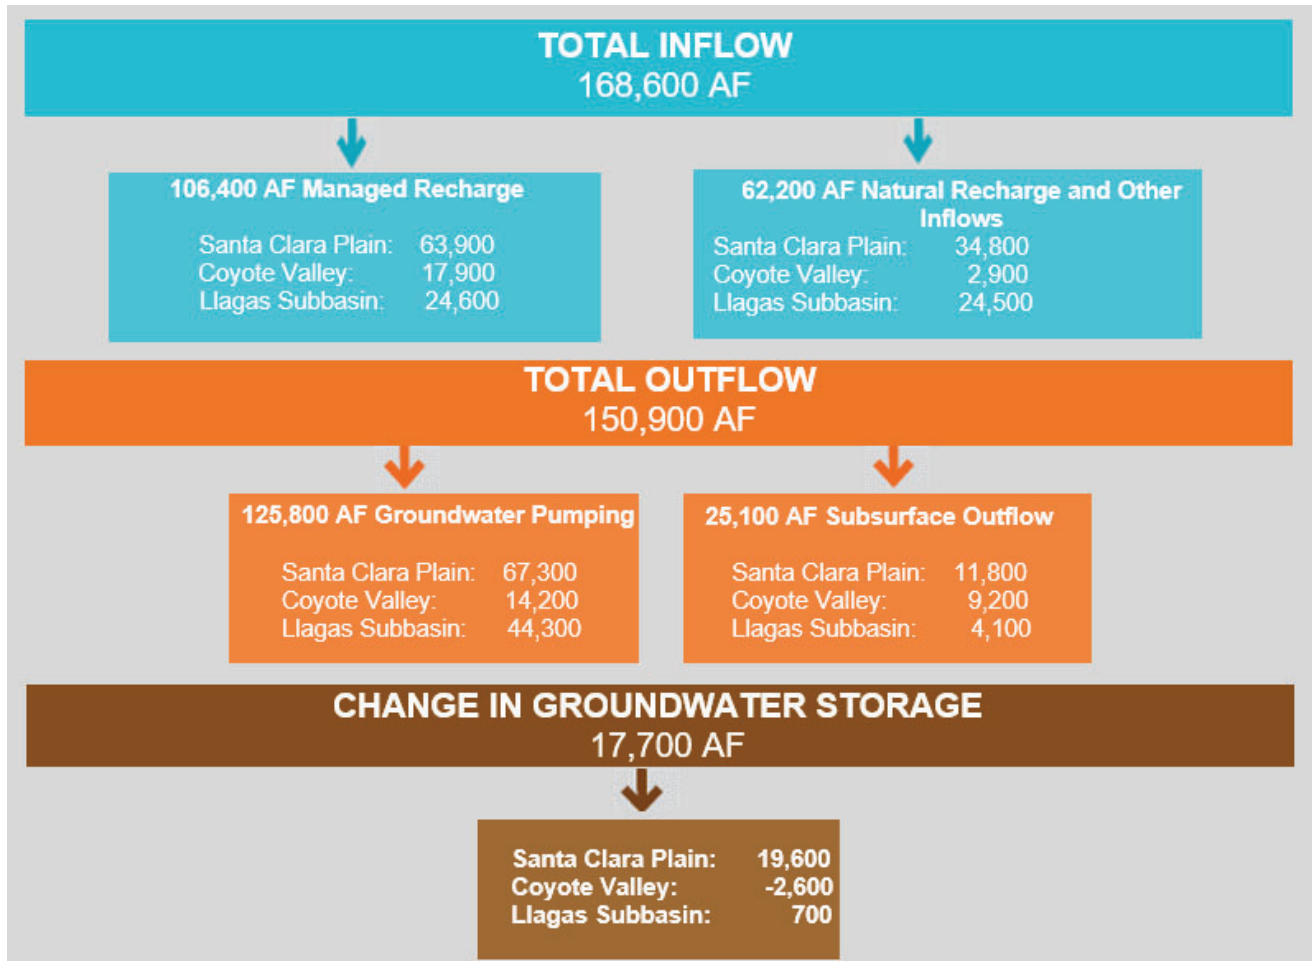 TOTAL INFLOW
168,600 AF
106,400 AF Managed Recharge
Santa Clara Plain: 63,900
Coyote Valley: 17,900
Llagas Subbasin: 24,600
62,200 AF Natural Recharge and Other
Inflows
Santa Clara Plain: 34,800
Coyote Valley: 2,900
Llagas Subbasin: 24,500
TOTAL OUTFLOW
150,900 AF
125,800 AF Groundwater Pumping
Santa Clara Plain: 67,300
Coyote Valley: 14,200
Llagas Subbasin: 44,300
25,100 AF Subsurface Outflow
Santa Clara Plain: 11,800
Coyote Valley: 9,200
Llagas Subbasin: 4,100
CHANGE IN GROUNDWATER STORAGE
17,700 AF
Santa Clara Plain: 19,600
Coyote Valley: -2,600
Llagas Subbasin: 700